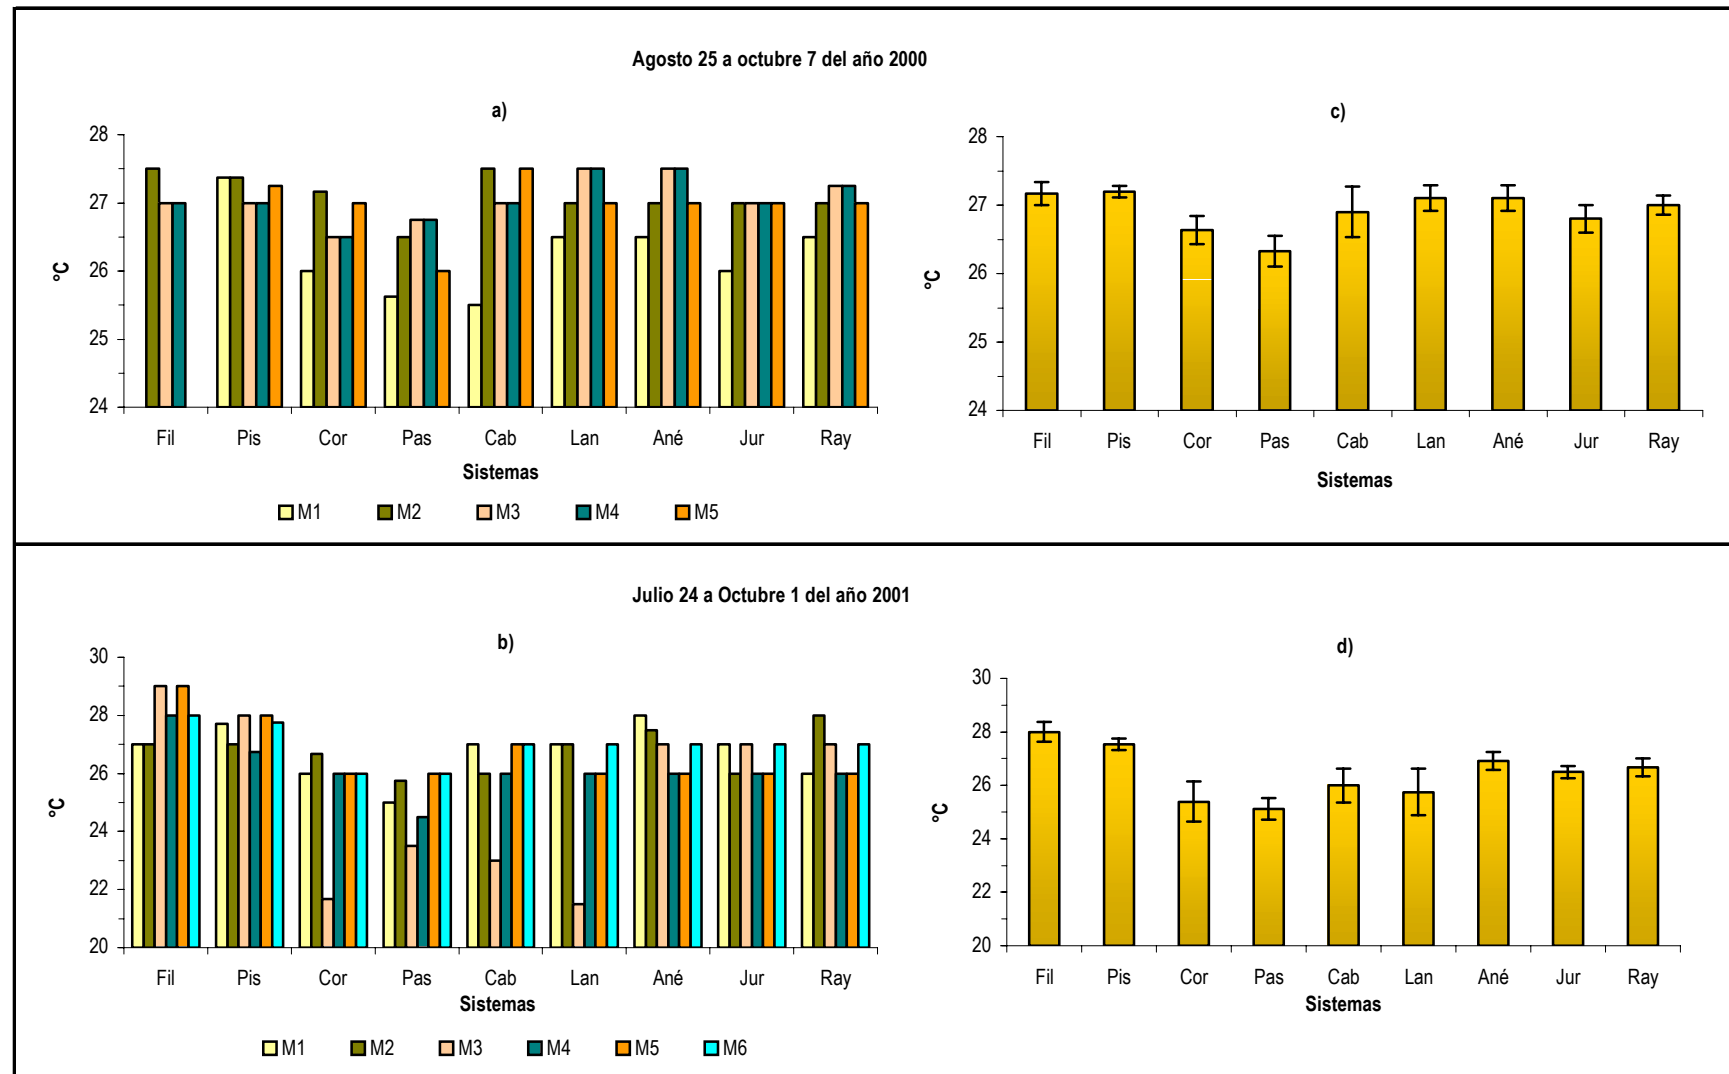 Agosto 25 a octubre 7 del año 2000
a)
28
27
26
25
24
°C
Fil Pis Cor Pas Cab Lan Ané Jur Ray
Sistemas
M1 M2 M3 M4 M5
c)
28
27
26
25
24
°C
Fil Pis Cor Pas Cab Lan Ané Jur Ray
Sistemas
Julio 24 a Octubre 1 del año 2001
b)
30
28
26
24
22
20
°C
Fil Pis Cor Pas Cab Lan Ané Jur Ray
Sistemas
M1 M2 M3 M4 M5 M6
d)
30
28
26
24
22
20
°C
Fil Pis Cor Pas Cab Lan Ané Jur Ray
Sistemas